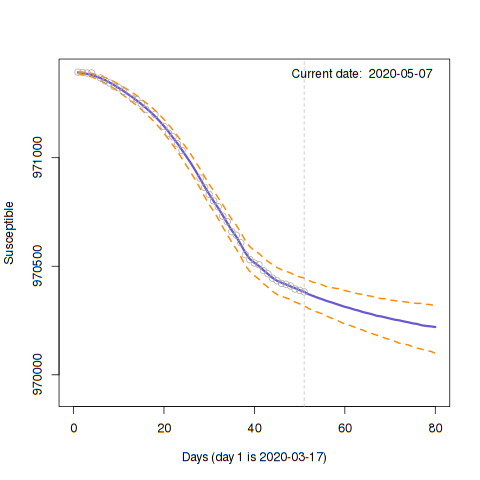 Current date: 2020-05-07
Susceptible
971000
970500
970000
0 20 40 60 80
Days (day 1 is 2020-03-17)